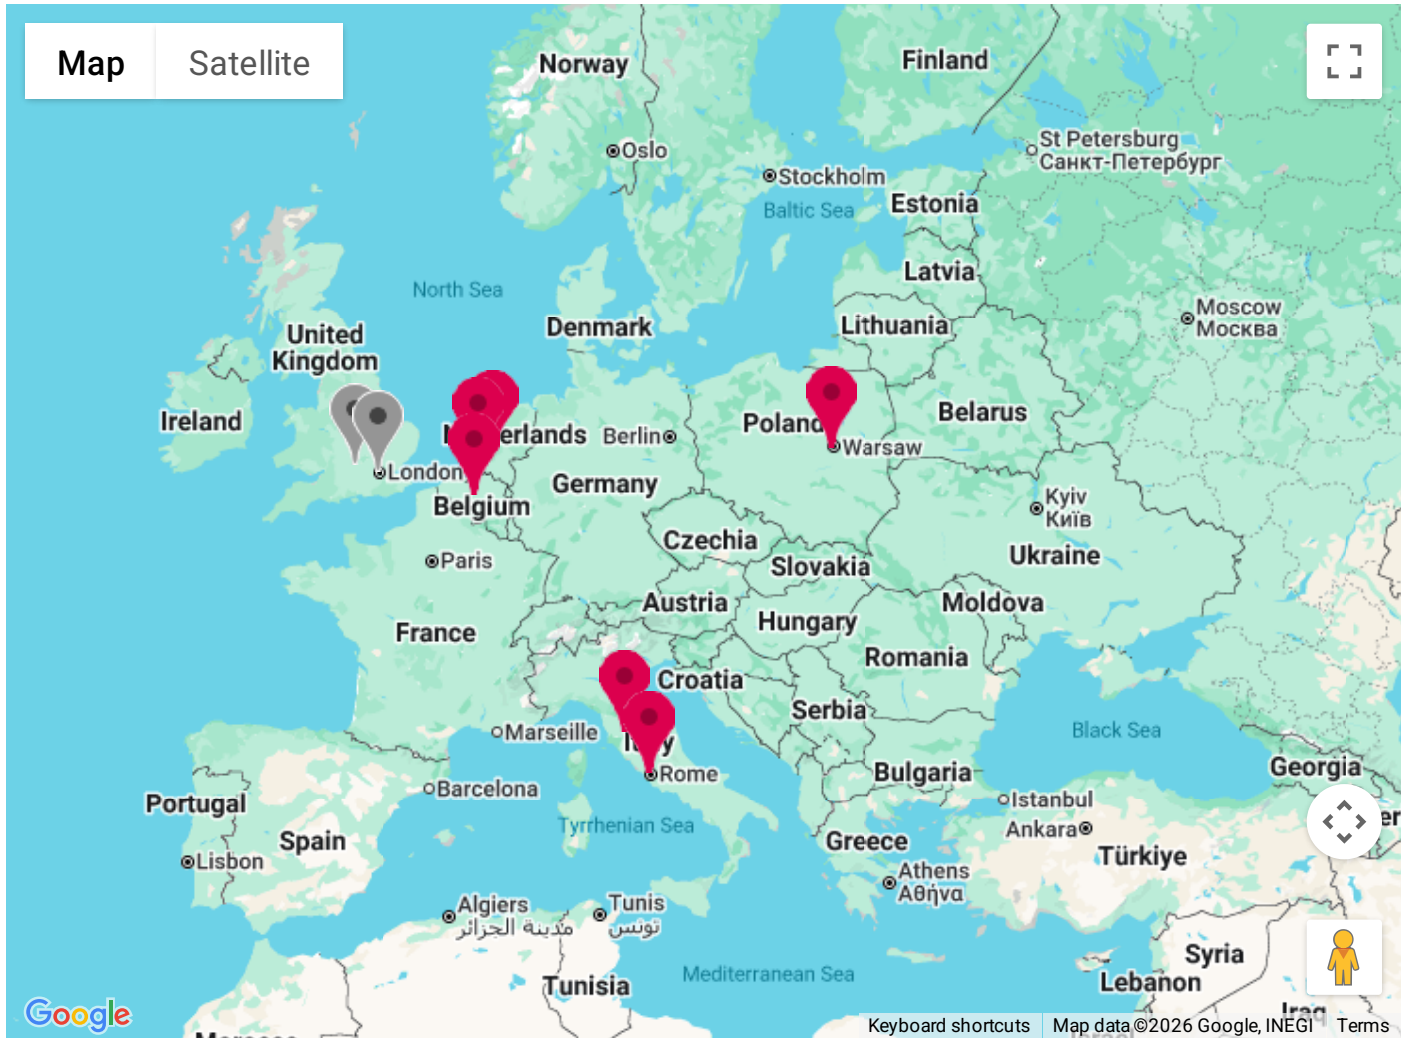 Map
Satellite
Norway
Finland
Oslo
St Petersburg
Санкт-Петербург
Stockholm
Baltic Sea
Estonia
Latvia
North Sea
Moscow
Москва
Denmark
Lithuania
United
Kingdom
Ireland
Belarus
Poland
Berlin
Warsaw
London
Germany
Belgium
Kyiv
Київ
Czechia
Ukraine
Paris
Slovakia
Austria
Moldova
Hungary
France
Romania
Croatia
Serbia
Black Sea
Marseille
Georgia
Rome
Bulgaria
Barcelona
Istanbul
Portugal
Tyrrhenian Sea
Ankara
Spain
Greece
Türkiye
Lisbon
Athens
Αθήνα
Algiers
مدينة الجزائر
Tunis
تونس
Syria
Mediterranean Sea
Lebanon
Tunisia
Google
Keyboard shortcuts
Map data ©2026 Google, INEGI
Terms